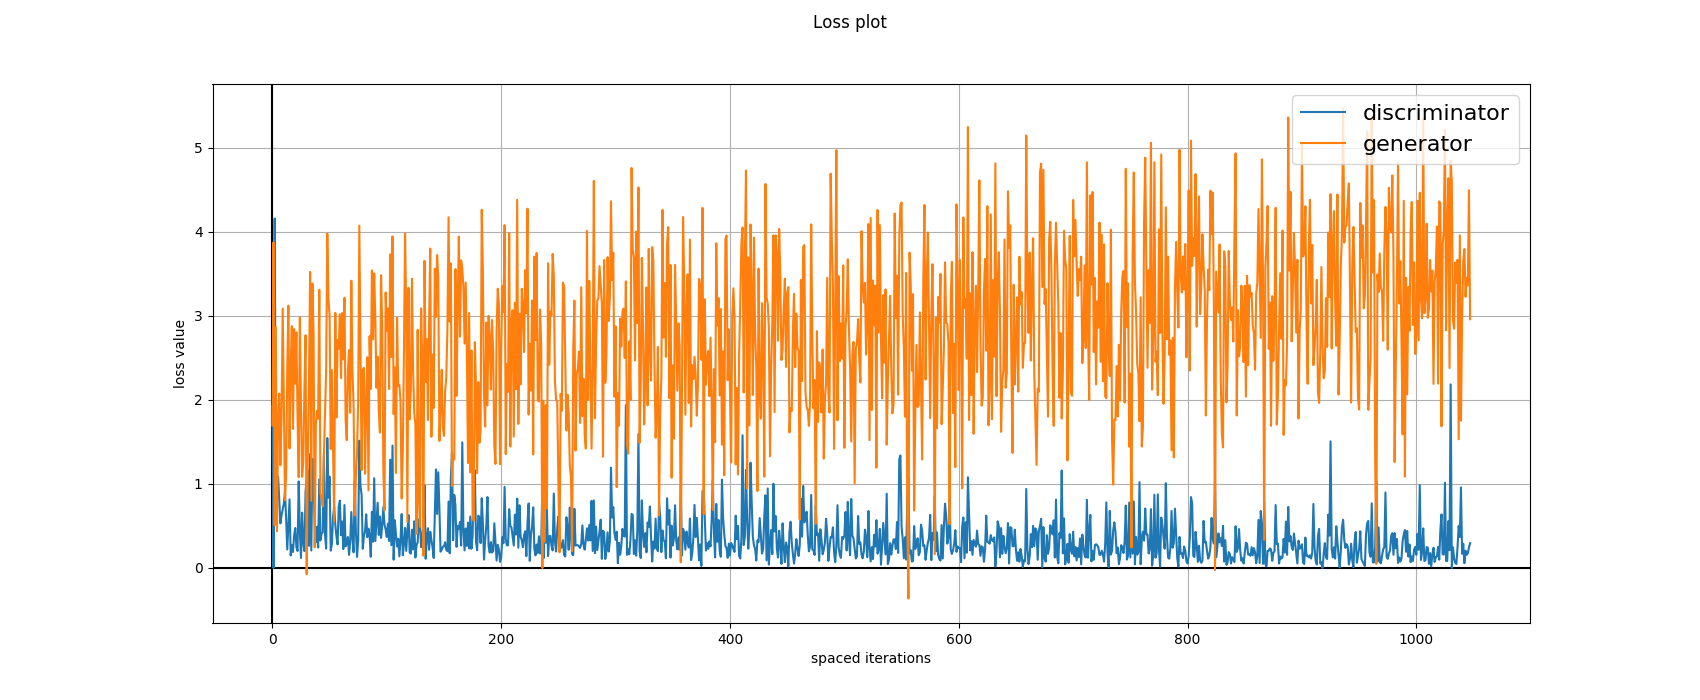 Loss plot
discriminator
generator
5
4
3
2
1
0
loss value
0 200 400 600 800 1000
spaced iterations